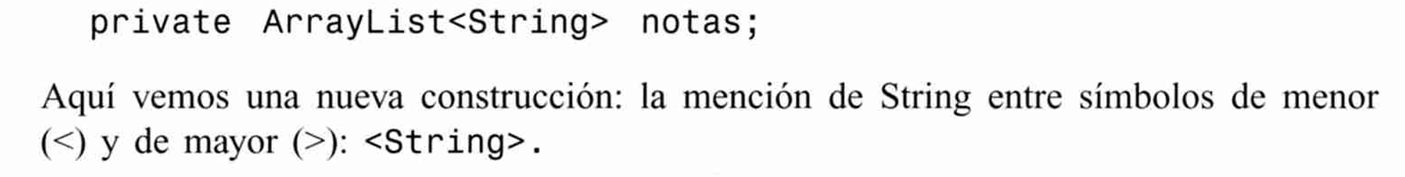 private ArrayList<String> notas;
Aquí vemos una nueva construcción: la mención de String entre símbolos de menor
(<) y de mayor (>): <String>.